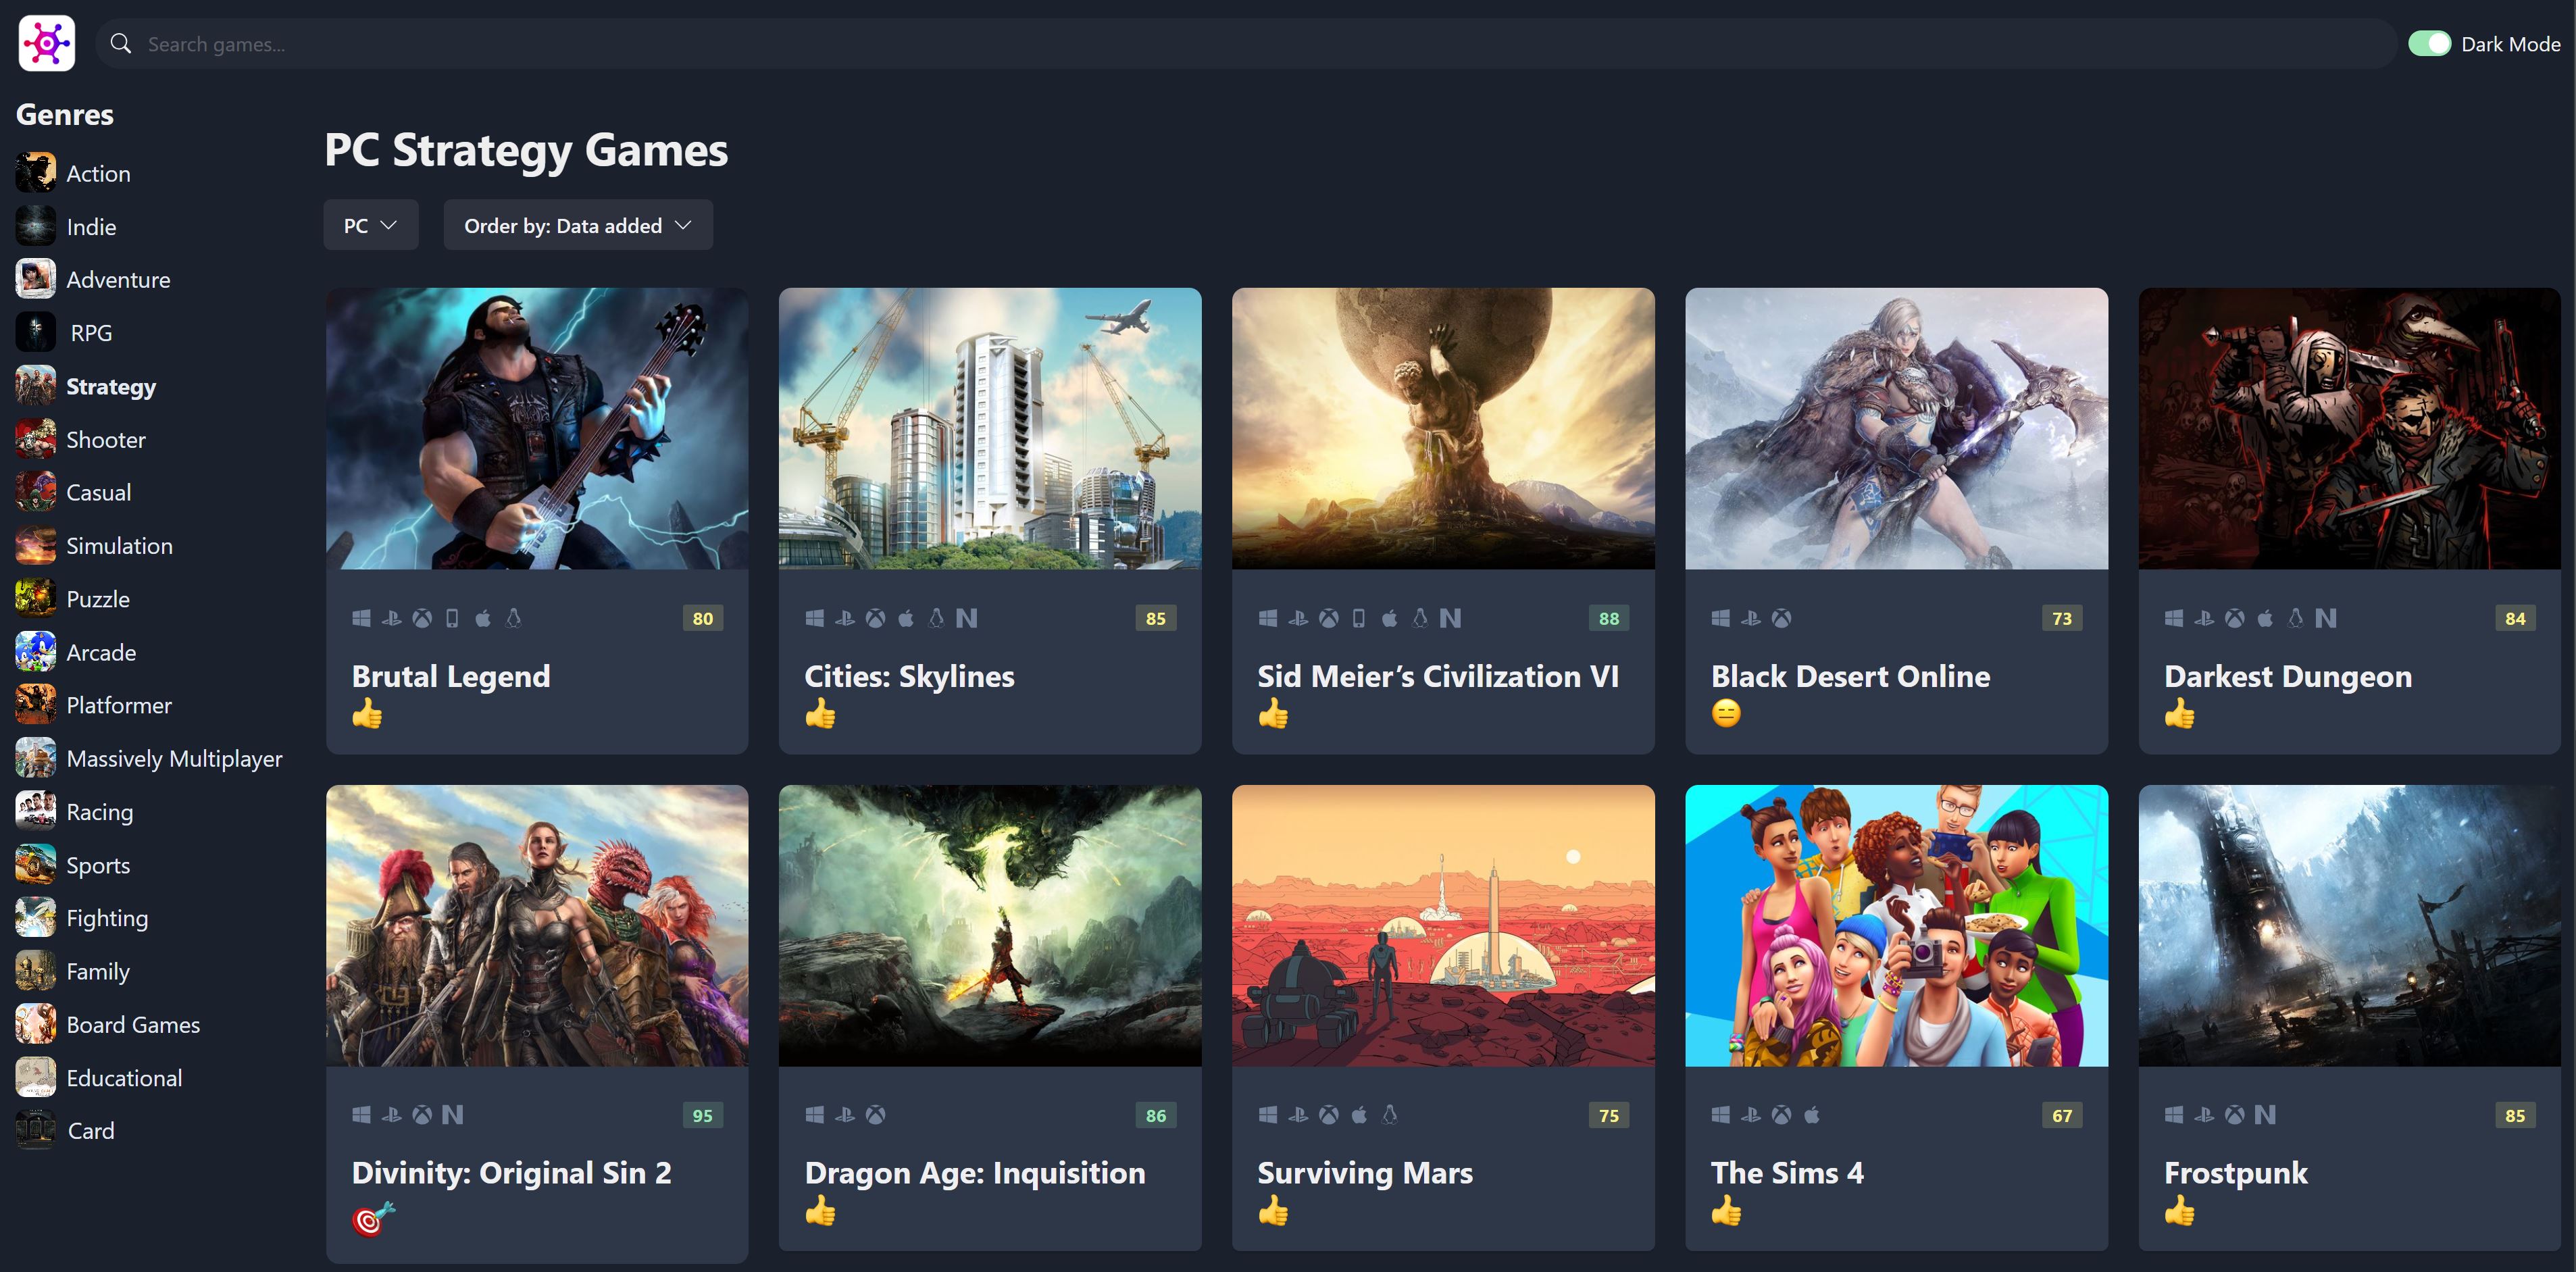 Search games...
Dark Mode
Genres
Action
Indie
Adventure
RPG
Strategy
Shooter
Casual
Simulation
Puzzle
Arcade
Platformer
Massively Multiplayer
Racing
Sports
Fighting
Family
Board Games
Educational
Card
PC Strategy Games
PC
Order by: Data added
80
Brutal Legend
85
Cities: Skylines
88
Sid Meier’s Civilization VI
73
Black Desert Online
84
Darkest Dungeon
95
Divinity: Original Sin 2
86
Dragon Age: Inquisition
75
Surviving Mars
67
The Sims 4
85
Frostpunk